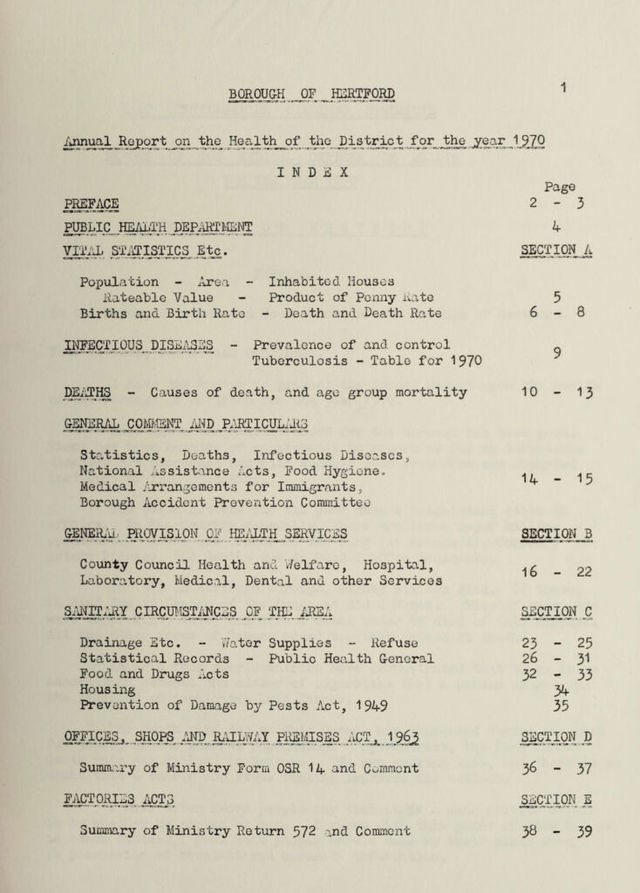 BOROUGH OF HERTFORD 1
Annual Report on the Health of the District for the year 1970
I N D E X
Page
PREFACE 2 - 3
PUBLIC HEALTH DEPARTMENT 4
VITAL STATISTICS Etc. SECTION A
Population - Area - Inhabited Houses
Rateable Value - Product of Penny Rate 5
Births and Birth Rate - Death and Death Rate 6 - 8
INFECTIOUS DISEASES - Prevalence of and control
Tuberculosis - Table for 1970 9
DEATHS - Causes of death, and age group mortality 10 - 13
GENERAL COMMENT AND PARTICULARS
Statistics, Deaths, Infectious Diseases,
National Assistance Acts, Food Hygiene.
Medical Arrangements for Immigrants, 14 - 15
Borough Accident Prevention Committee
GENERAL PROVISION OF HEALTH SERVICES SECTION B
County Council Health and Welfare, Hospital,
Laboratory, Medical, Dental and other Services 16 - 22
SANITARY CIRCUMSTANCES OF THE AREA SECTION C
Drainage Etc. - Water Supplies - Refuse 23 - 25
Statistical Records - Public Health General 26 - 31
Food and Drugs Acts 32 - 33
Housing 34
Prevention of Damage by Pests Act, 1949 35
OFFICES, SHOPS AND RAILWAY PREMISES ACT, 1963 SECTION D
Summary of Ministry Form OSR 14 and Comment 36 - 37
FACTORIES ACTS SECTION E
Summary of Ministry Return 572 and Comment 38 - 39